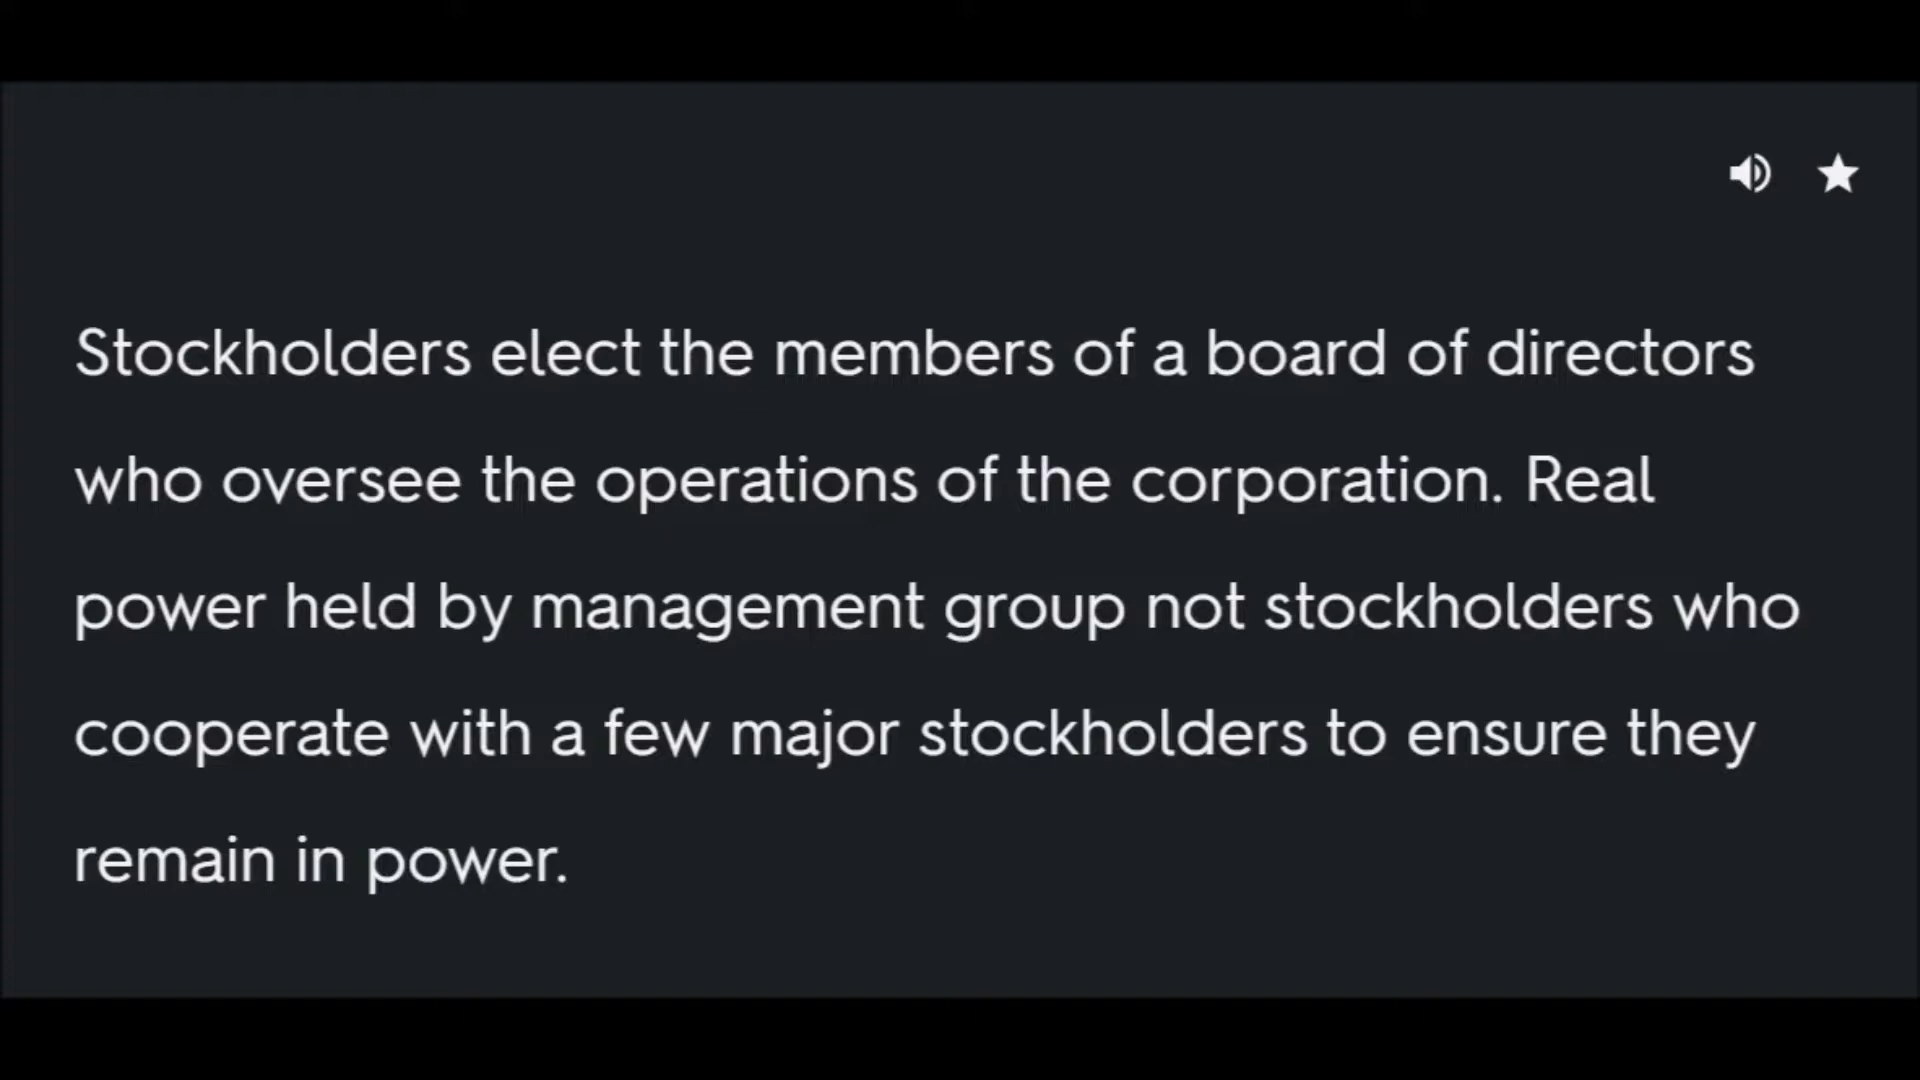 Stockholders elect the members of a board of directors
who oversee the operations of the corporation. Real
power held by management group not stockholders who
cooperate with a few major stockholders to ensure they
remain in power.